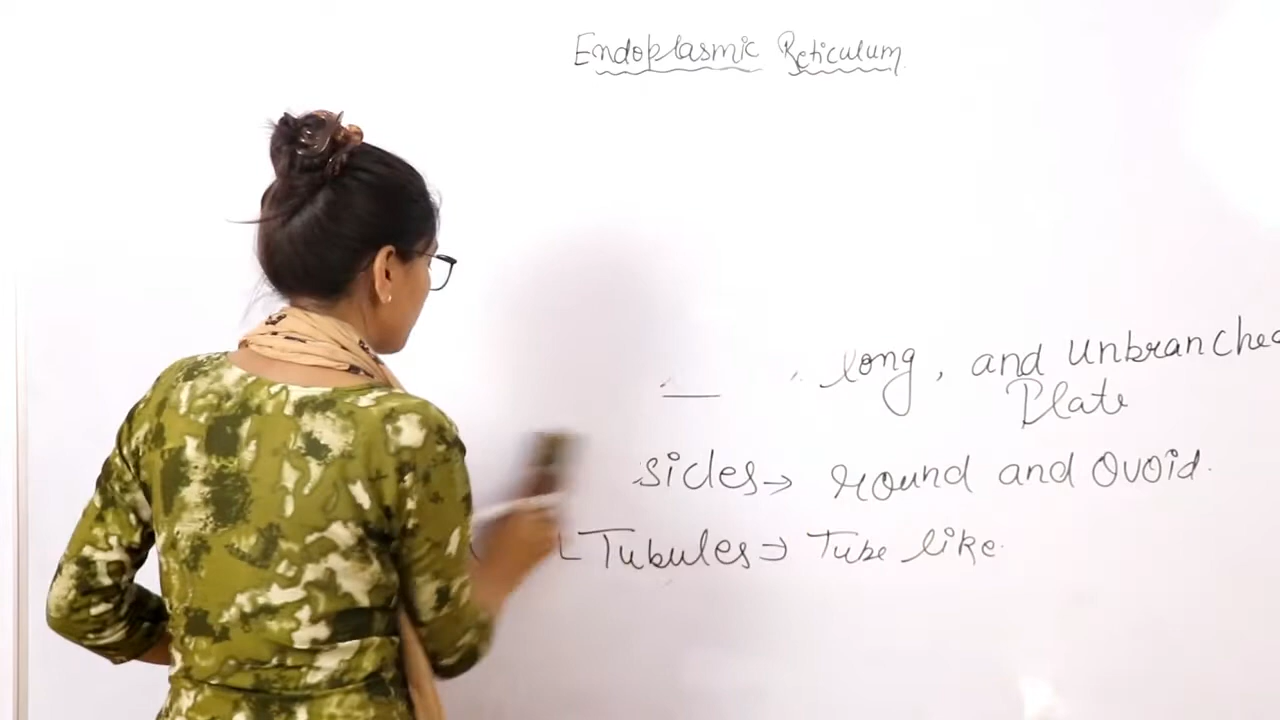 Endoplasmic Reticulum
long, and unbranched
Plate
sicles → round and ovoid.
Tubules → Tube like.